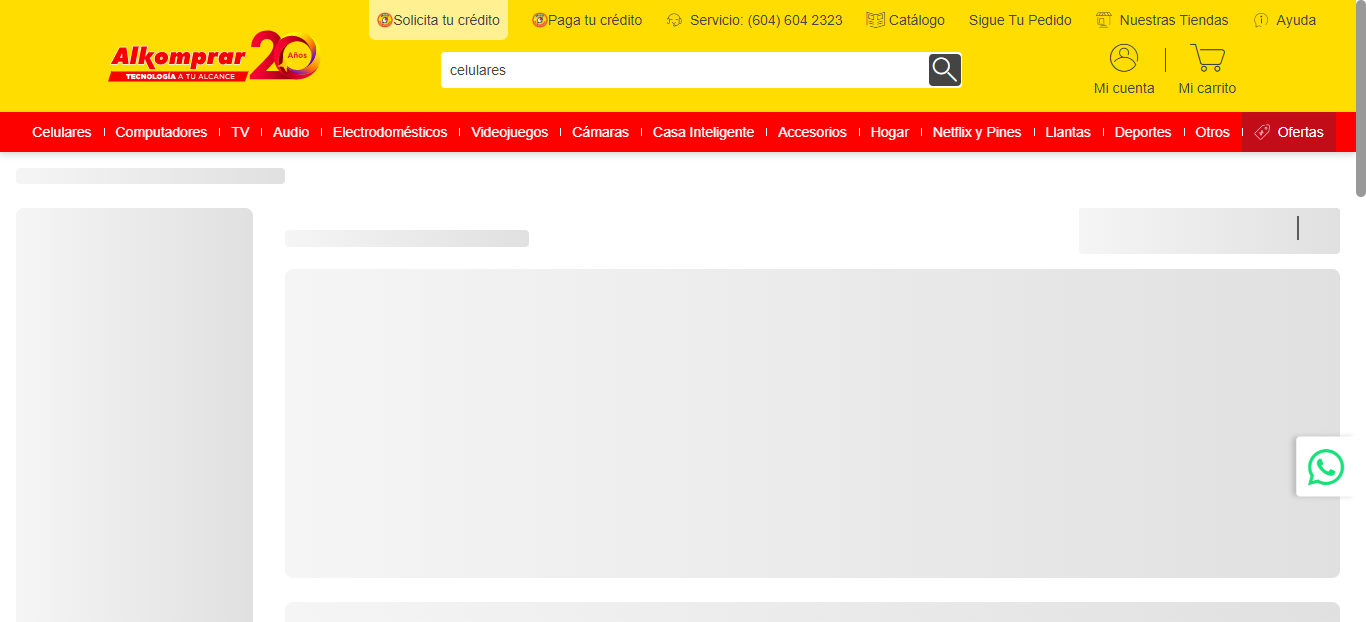 Solicita tu crédito
Paga tu crédito
Servicio: (604) 604 2323
Catálogo
Sigue Tu Pedido
Nuestras Tiendas
Ayuda
Alkomprar 20 Años
TECNOLOGÍA A TU ALCANCE
celulares
Mi cuenta
Mi carrito
Celulares
Computadores
TV
Audio
Electrodomésticos
Videojuegos
Cámaras
Casa Inteligente
Accesorios
Hogar
Netflix y Pines
Llantas
Deportes
Otros
Ofertas